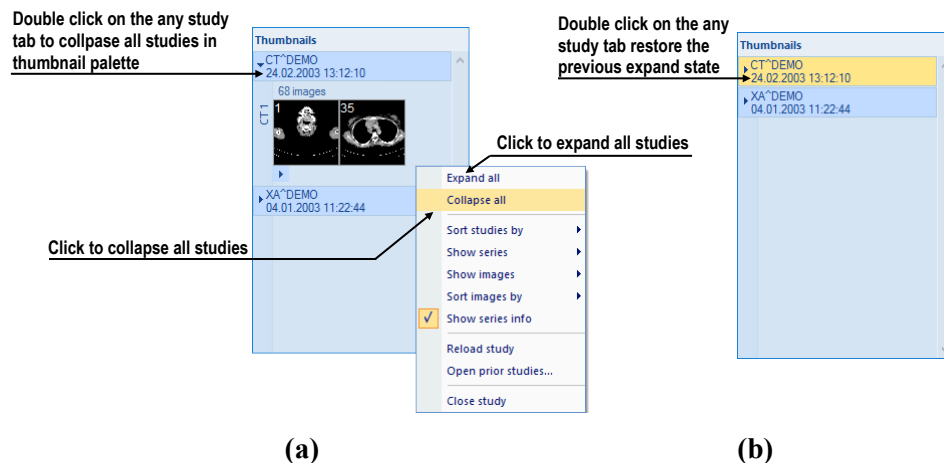 Double click on the any study
tab to collpase all studies in
thumbnail palette
Thumbnails
CT^DEMO
24.02.2003 13:12:10
68 images
CT1
1
35
XA^DEMO
04.01.2003 11:22:44
Click to expand all studies
Click to collapse all studies
Expand all
Collapse all
Sort studies by
Show series
Show images
Sort images by
Show series info
Reload study
Open prior studies...
Close study
(a)
Double click on the any
study tab restore the
previous expand state
Thumbnails
CT^DEMO
24.02.2003 13:12:10
XA^DEMO
04.01.2003 11:22:44
(b)